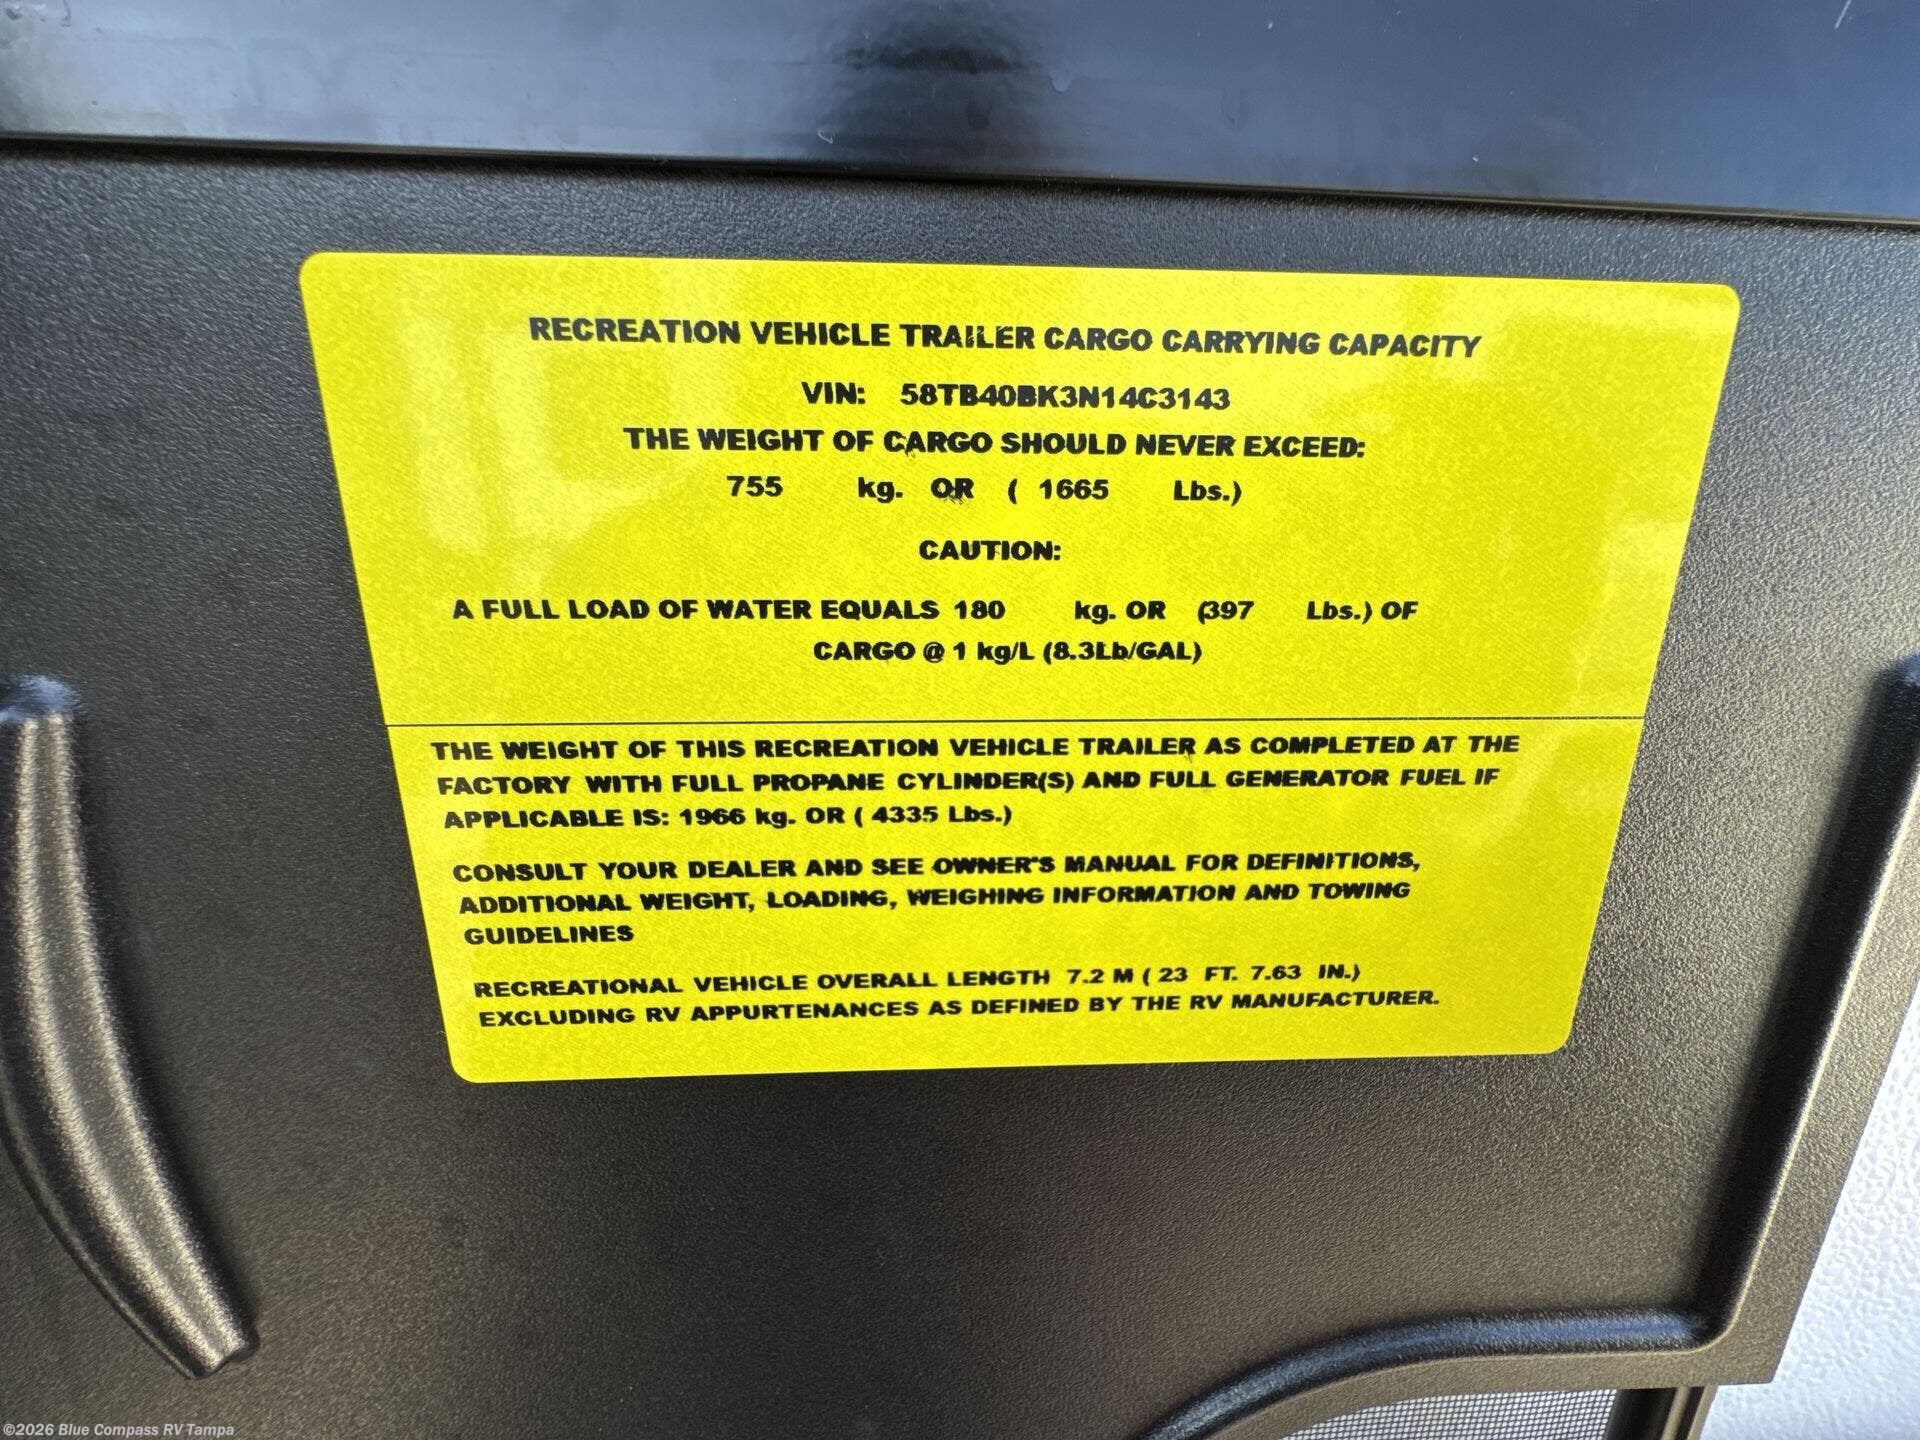 RECREATION VEHICLE TRAILER CARGO CARRYING CAPACITY
VIN: 58TB40BK3N14C3143
THE WEIGHT OF CARGO SHOULD NEVER EXCEED:
755 kg. OR ( 1665 Lbs.)
CAUTION:
A FULL LOAD OF WATER EQUALS 180 kg. OR (397 Lbs.) OF
CARGO @ 1 kg/L (8.3Lb/GAL)
THE WEIGHT OF THIS RECREATION VEHICLE TRAILER AS COMPLETED AT THE
FACTORY WITH FULL PROPANE CYLINDER(S) AND FULL GENERATOR FUEL IF
APPLICABLE IS: 1966 kg. OR ( 4335 Lbs.)
CONSULT YOUR DEALER AND SEE OWNER'S MANUAL FOR DEFINITIONS,
ADDITIONAL WEIGHT, LOADING, WEIGHING INFORMATION AND TOWING
GUIDELINES
RECREATIONAL VEHICLE OVERALL LENGTH 7.2 M ( 23 FT. 7.63 IN.)
EXCLUDING RV APPURTENANCES AS DEFINED BY THE RV MANUFACTURER.
©2026 Blue Compass RV Tampa